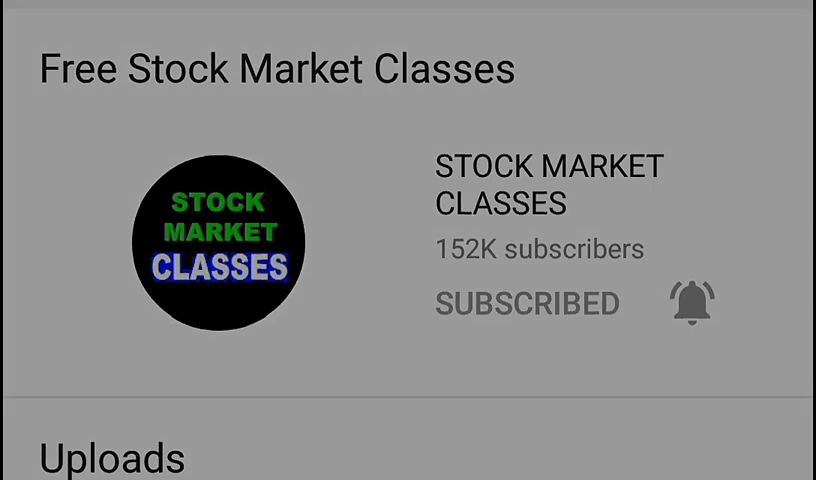 Free Stock Market Classes
STOCK
MARKET
CLASSES
STOCK MARKET
CLASSES
152K subscribers
SUBSCRIBED
Uploads